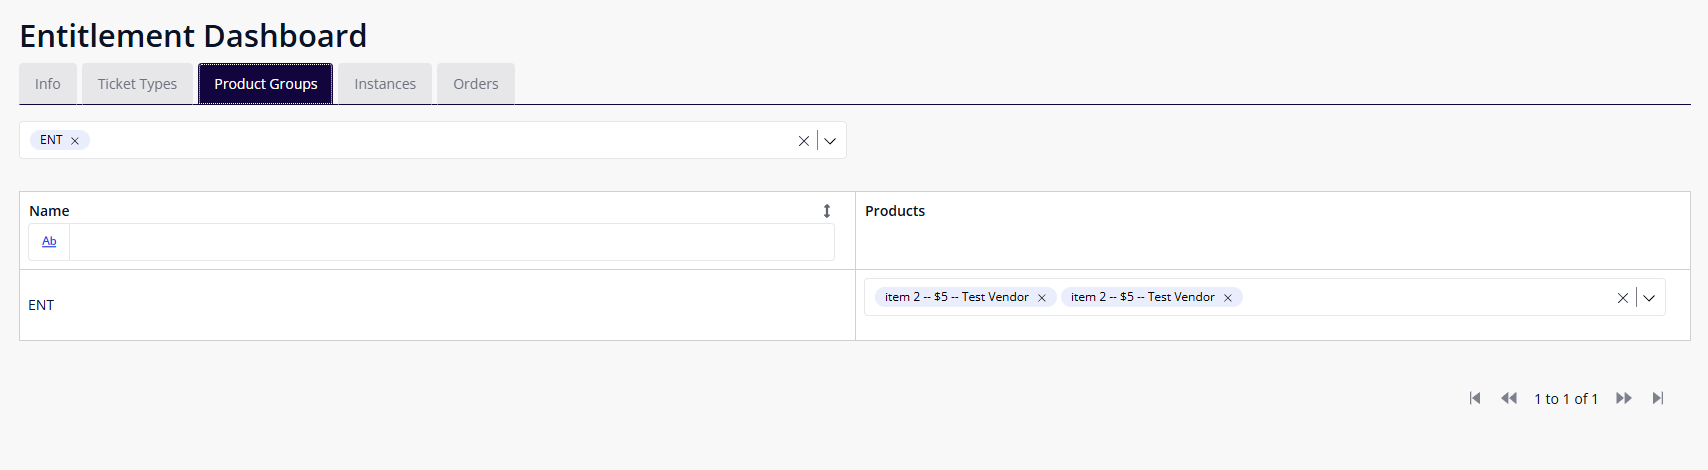 Entitlement Dashboard
Info Ticket Types Product Groups Instances Orders
ENT
Name Products
Ab
item 2 -- $5 -- Test Vendor item 2 -- $5 -- Test Vendor
ENT
1 to 1 of 1